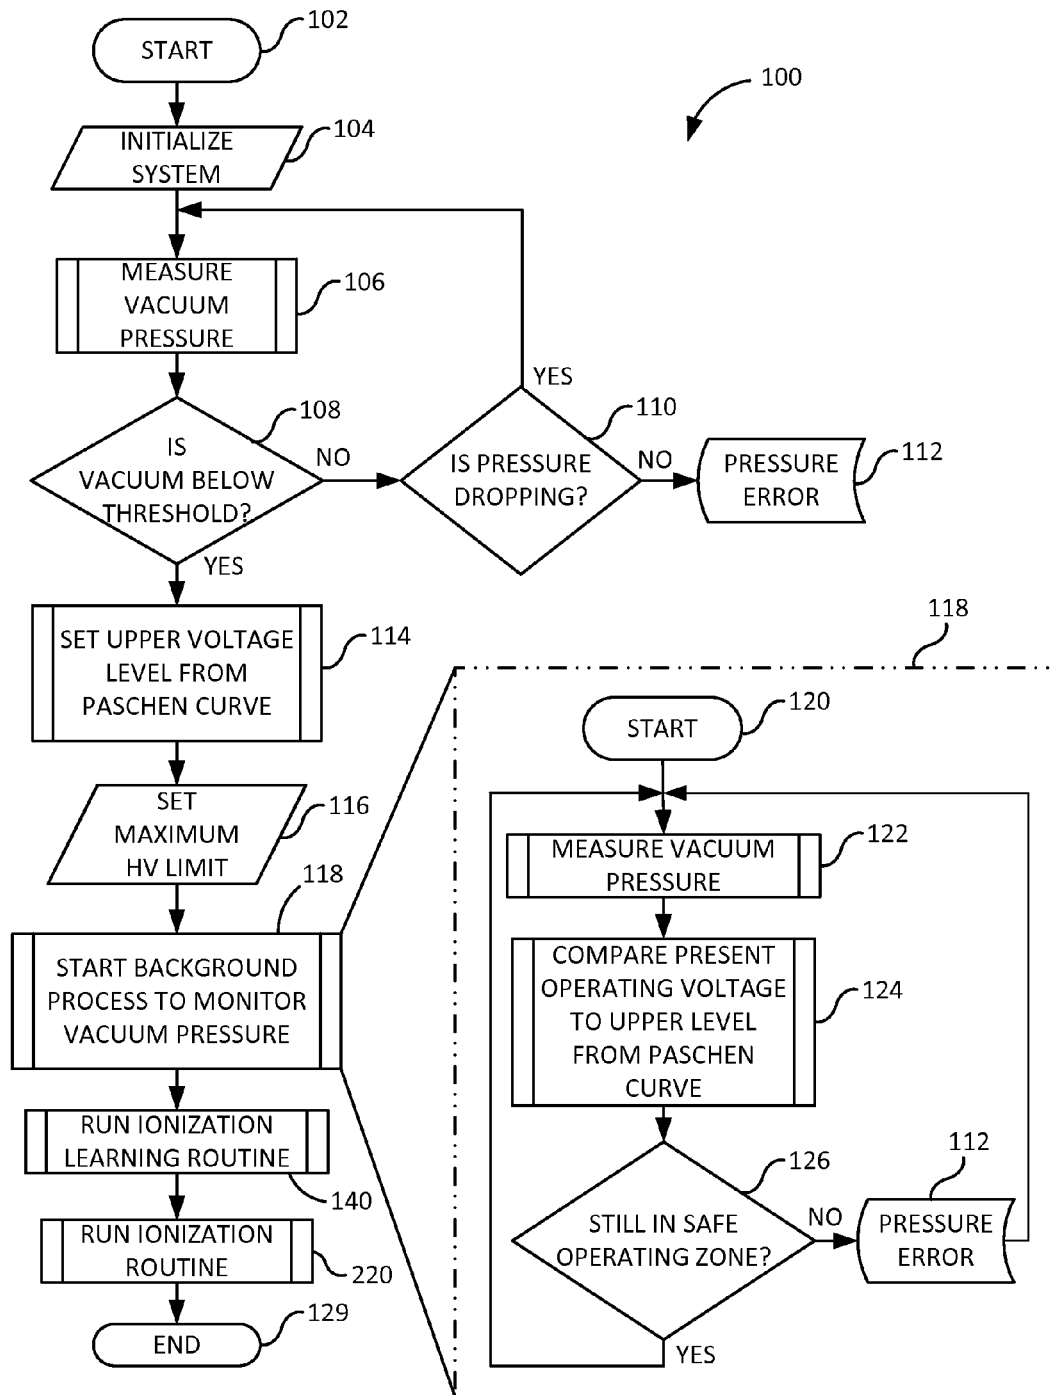 START
102
100
INITIALIZE
SYSTEM
104
MEASURE
VACUUM
PRESSURE
106
IS
VACUUM BELOW
THRESHOLD?
108
NO
YES
IS PRESSURE
DROPPING?
110
YES
NO
PRESSURE
ERROR
112
SET UPPER VOLTAGE
LEVEL FROM
PASCHEN CURVE
114
SET
MAXIMUM
HV LIMIT
116
START BACKGROUND
PROCESS TO MONITOR
VACUUM PRESSURE
118
RUN IONIZATION
LEARNING ROUTINE
140
RUN IONIZATION
ROUTINE
220
END
129
118
START
120
MEASURE VACUUM
PRESSURE
122
COMPARE PRESENT
OPERATING VOLTAGE
TO UPPER LEVEL
FROM PASCHEN
CURVE
124
STILL IN SAFE
OPERATING ZONE?
126
NO
YES
PRESSURE
ERROR
112